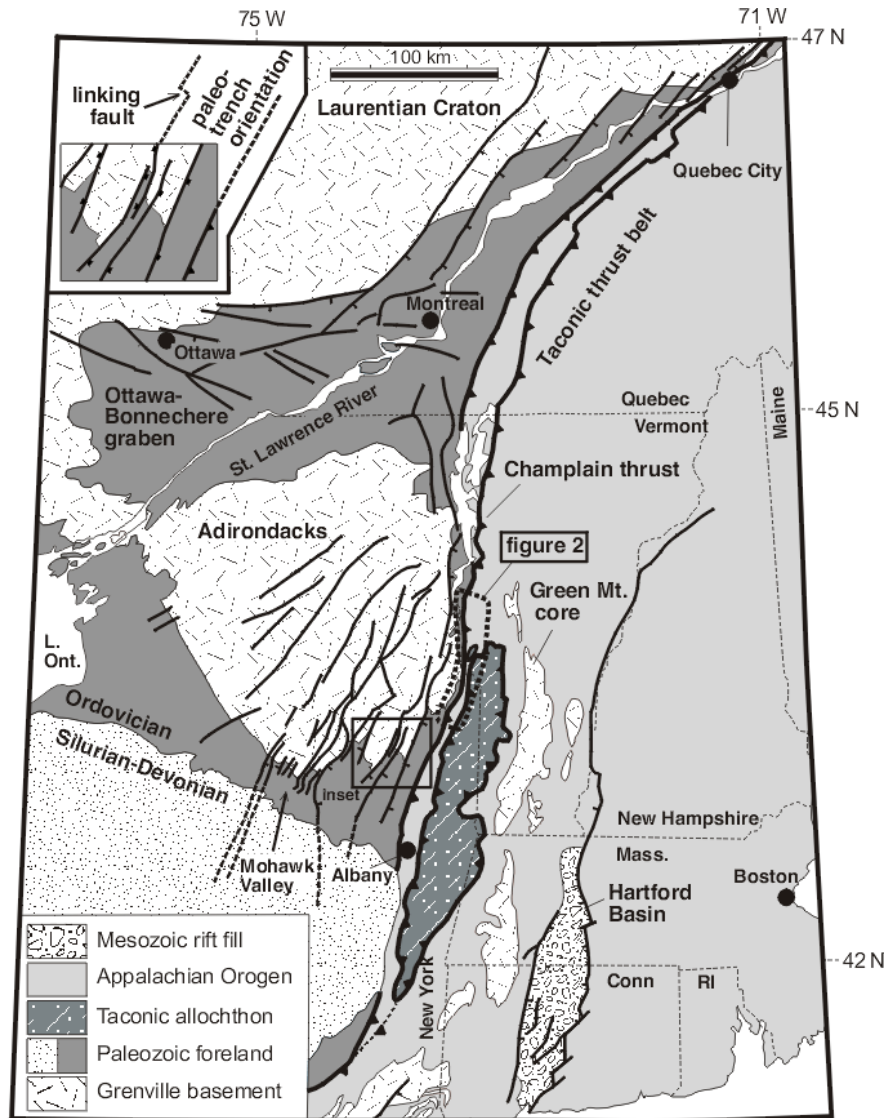 75 W
71 W
47 N
100 km
linking
fault
paleo-
trench
orientation
Laurentian Craton
Quebec City
Taconic thrust belt
Montreal
Ottawa
Ottawa-
Bonnechere
graben
St. Lawrence River
Quebec
Vermont
Maine
45 N
Champlain thrust
Adirondacks
figure 2
Green Mt.
core
L.
Ont.
Ordovician
Silurian-Devonian
inset
Mohawk
Valley
Albany
New Hampshire
Mass.
Boston
Hartford
Basin
42 N
New York
Conn
RI
Mesozoic rift fill
Appalachian Orogen
Taconic allochthon
Paleozoic foreland
Grenville basement